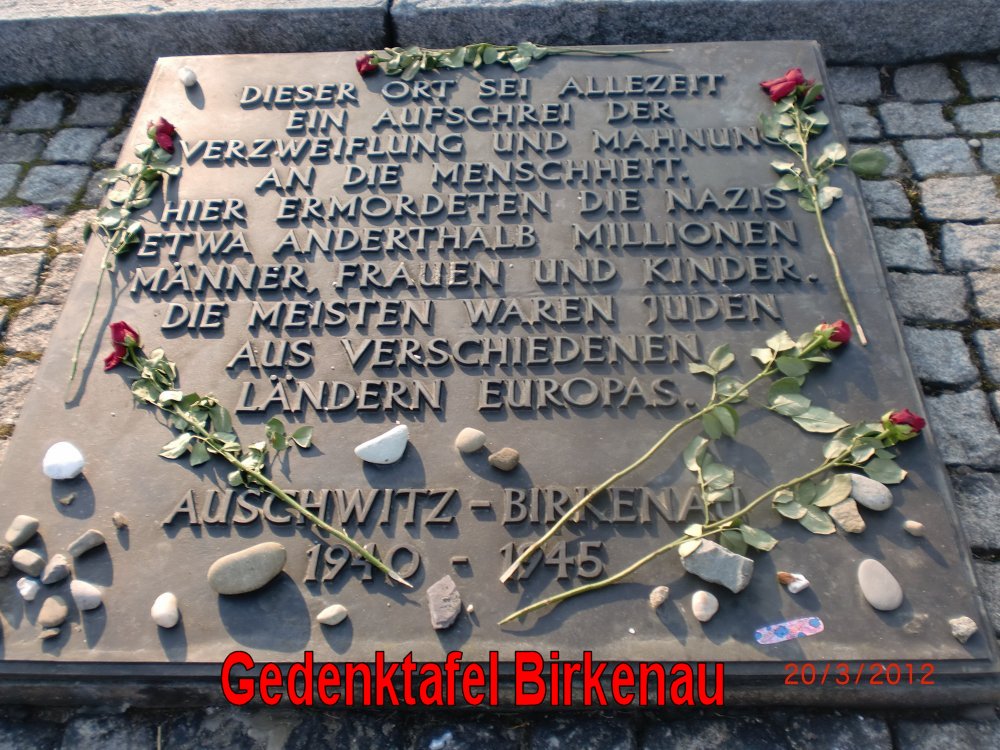 DIESER ORT SEI ALLEZEIT
EIN AUFSCHREI DER
VERZWEIFLUNG UND MAHNUNG
AN DIE MENSCHHEIT.
HIER ERMORDETEN DIE NAZIS
ETWA ANDERTHALB MILLIONEN
MÄNNER, FRAUEN UND KINDER.
DIE MEISTEN WAREN JUDEN
AUS VERSCHIEDENEN
LÄNDERN EUROPAS.
AUSCHWITZ - BIRKENAU
1940 - 1945
Gedenktafel Birkenau
20/3/2012